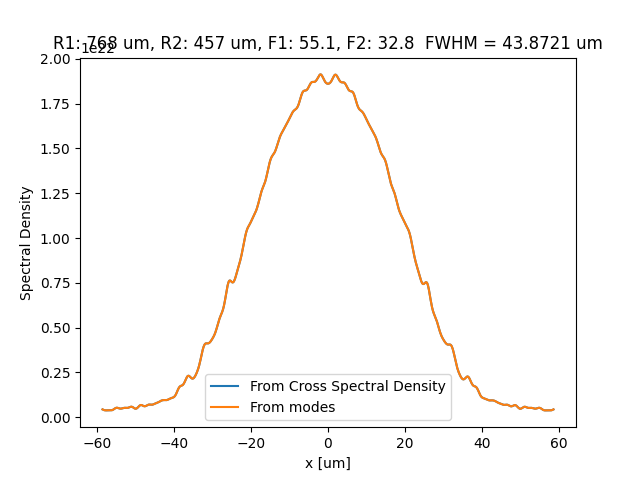 R1: 768 um, R2: 457 um, F1: 55.1, F2: 32.8  FWHM = 43.8721 um
1e22
2.00
1.75
1.50
1.25
1.00
0.75
0.50
0.25
0.00
Spectral Density
From Cross Spectral Density
From modes
−60
−40
−20
0
20
40
60
x [um]